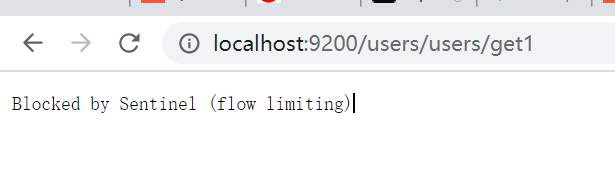 localhost:9200/users/users/get1
Blocked by Sentinel (flow limiting)